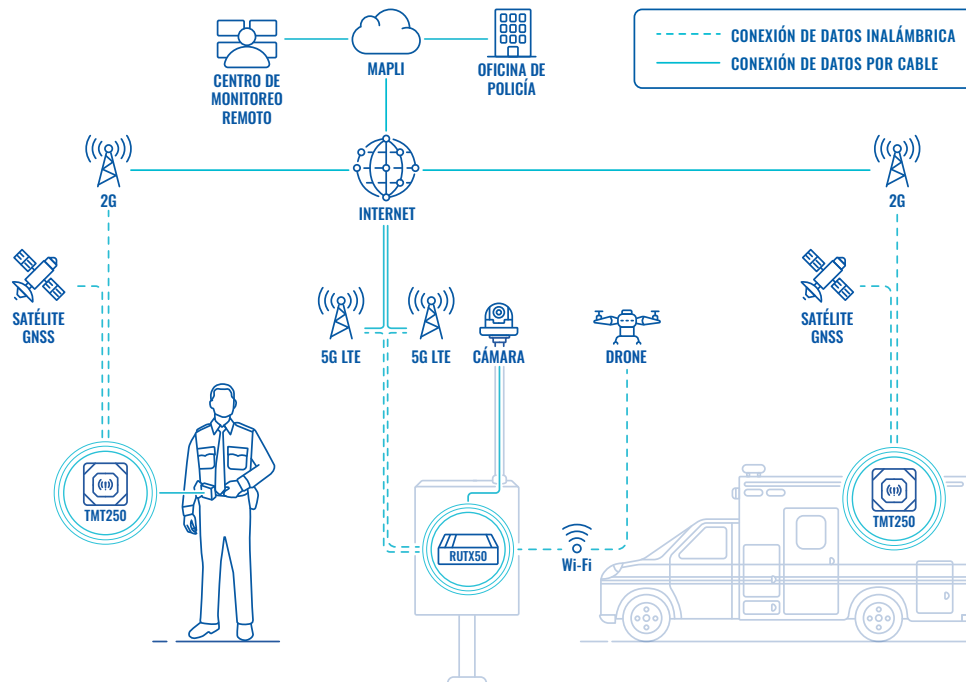 CONEXIÓN DE DATOS INALÁMBRICA
CONEXIÓN DE DATOS POR CABLE
CENTRO DE
MONITOREO
REMOTO
MAPLI
OFICINA DE
POLICÍA
2G
INTERNET
2G
SATÉLITE
GNSS
5G LTE
5G LTE
CÁMARA
DRONE
SATÉLITE
GNSS
TMT250
RUTX50
Wi-Fi
TMT250